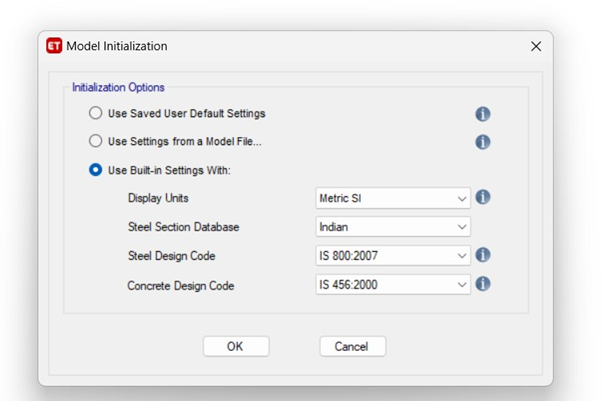 ET Model Initialization
Initialization Options
Use Saved User Default Settings
Use Settings from a Model File...
Use Built-in Settings With:
Display Units Metric SI
Steel Section Database Indian
Steel Design Code IS 800:2007
Concrete Design Code IS 456:2000
OK Cancel